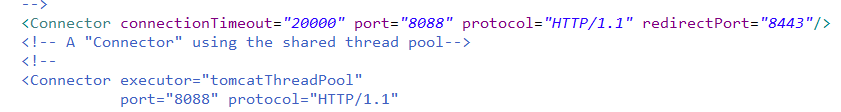 -->
<Connector connectionTimeout="20000" port="8088" protocol="HTTP/1.1" redirectPort="8443"/>
<!-- A "Connector" using the shared thread pool-->
<!--
<Connector executor="tomcatThreadPool"
port="8088" protocol="HTTP/1.1"